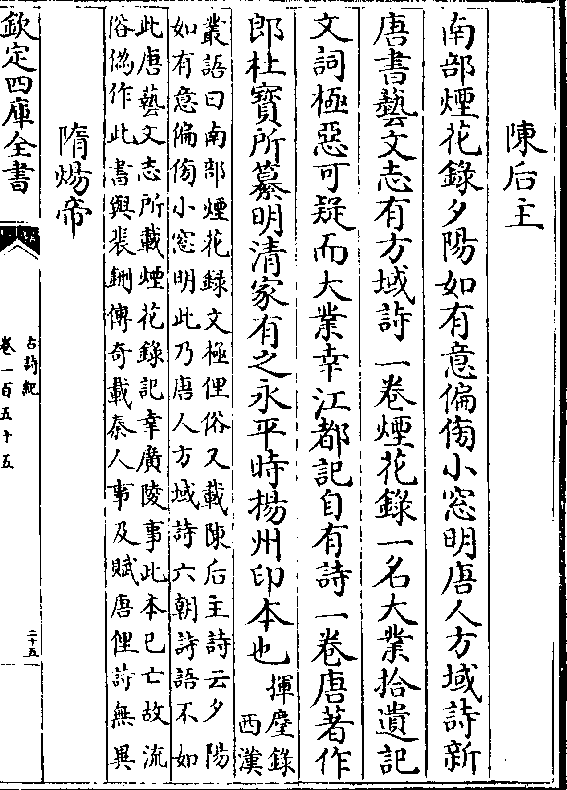 陳后主
南部煙花錄夕陽如有意偏傍小窓明唐人方域詩新
唐書藝文志有方域詩一卷煙花錄一名大業拾遺記
文詞極惡可疑而大業幸江都記自有詩一卷唐著作
郎杜寶所纂明清家有之永平時揚州印本也揮麈錄
西漢
叢語曰南部煙花録文極俚俗又載陳后主詩云夕陽
如有意偏傍小窓明此乃唐人方域詩六朝詩語不如
此唐藝文志所載煙花錄記幸廣陵事此本已亡故流
俗偽作此書與裴鉶傳奇載秦人事及賦唐俚詩無異
隋煬帝
欽定四庫全書
古詩紀
卷一百五十五
二十五